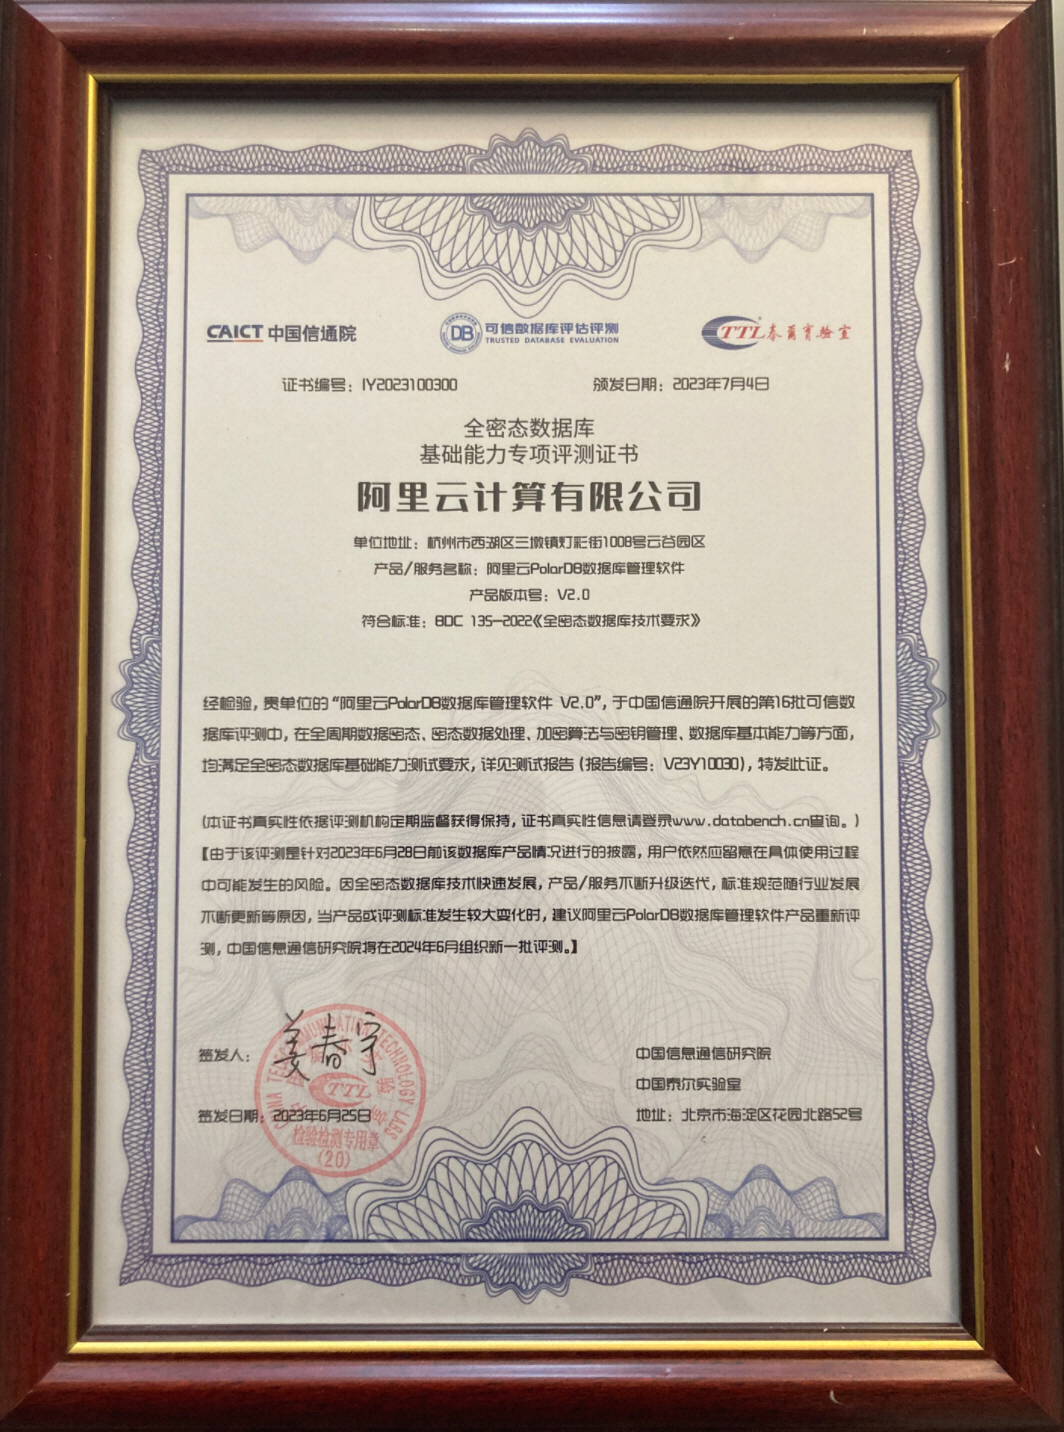 CAICT 中国信通院
DB 可信数据库评估评测
TRUSTED DATABASE EVALUATION
TTL 泰尔实验室
证书编号：IY2023100300 颁发日期：2023年7月4日
全密态数据库
基础能力专项评测证书
阿里云计算有限公司
单位地址：杭州市西湖区三墩镇灯彩街1008号云谷园区
产品/服务名称：阿里云PolarDB数据库管理软件
产品版本号：V2.0
符合标准：BDC 135-2022《全密态数据库技术要求》
经检验，贵单位的“阿里云PolarDB数据库管理软件 V2.0”，于中国信通院开展的第16批可信数
据库评测中，在全周期数据密态、密态数据处理、加密算法与密钥管理、数据库基本能力等方面，
均满足全密态数据库基础能力测试要求，详见测试报告（报告编号：V23Y10030），特发此证。
（本证书真实性依据评测机构定期监督获得保持，证书真实性信息请登录www.databench.cn查询。）
【由于该评测是针对2023年6月28日前该数据库产品情况进行的披露，用户依然应留意在具体使用过程
中可能发生的风险。因全密态数据库技术快速发展，产品/服务不断升级迭代，标准规范随行业发展
不断更新等原因，当产品或评测标准发生较大变化时，建议阿里云PolarDB数据库管理软件产品重新评
测，中国信息通信研究院将在2024年6月组织新一批评测。】
签发人：姜春宇
签发日期：2023年6月25日
CHINA TELECOMMUNICATION TECHNOLOGY LABS
TTL
检验检测专用章
(20)
中国信息通信研究院
中国泰尔实验室
地址：北京市海淀区花园北路52号